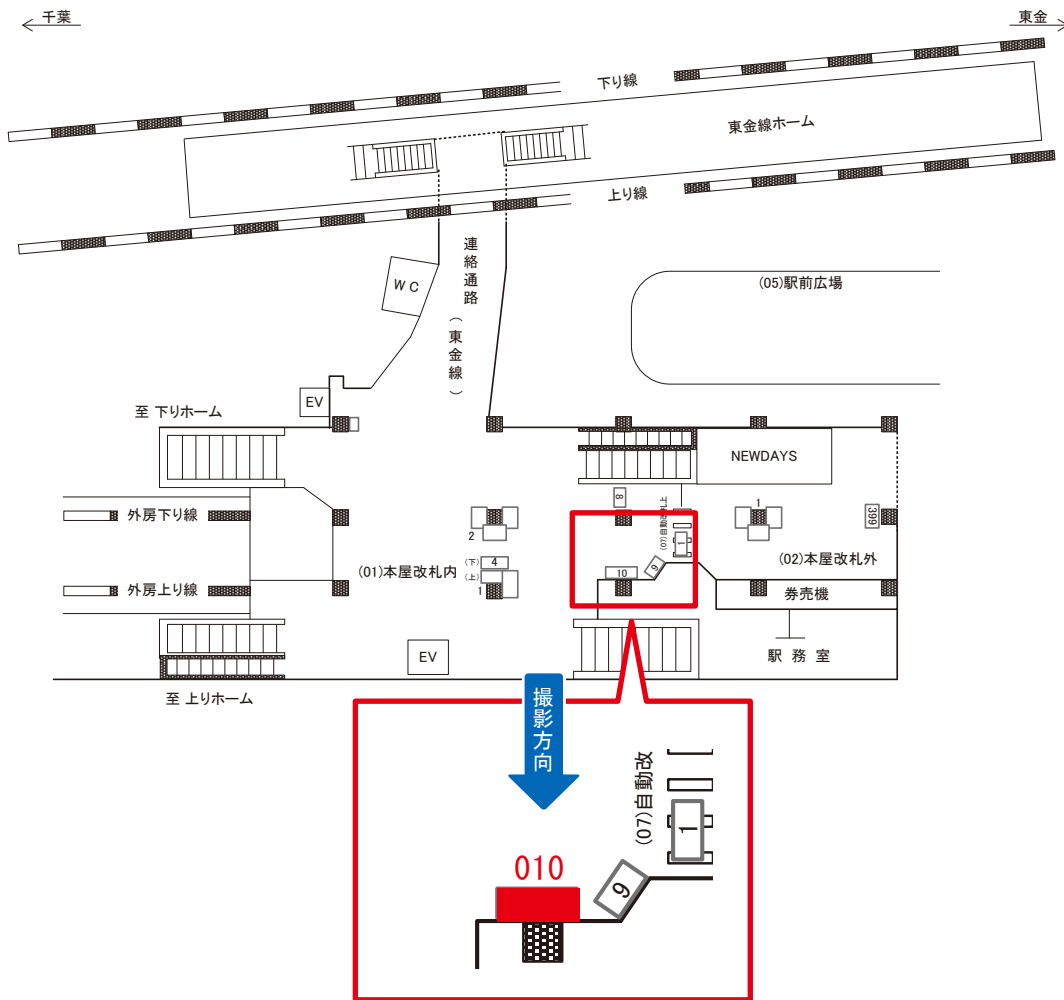 千葉
東金
下り線
東金線ホーム
上り線
連絡通路
(東金線)
WC
(05)駅前広場
EV
至 下りホーム
NEWDAYS
8
(07)自動改札上
1
399
2
1
外房下り線
(下)
4
(01)本屋改札内
(上)
1
10
9
(02)本屋改札外
外房上り線
券売機
EV
駅 務 室
至 上りホーム
撮影方向
(07)自動改
1
010
9